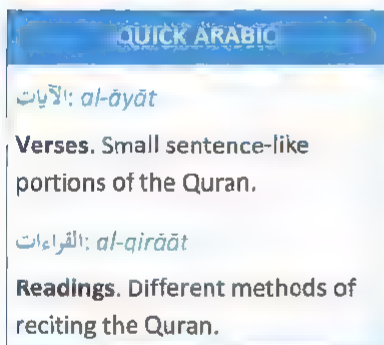 QUICK ARABIC
الآيات: al-āyāt
Verses. Small sentence-like
portions of the Quran.
القراءات: al-qirāāt
Readings. Different methods of
reciting the Quran.